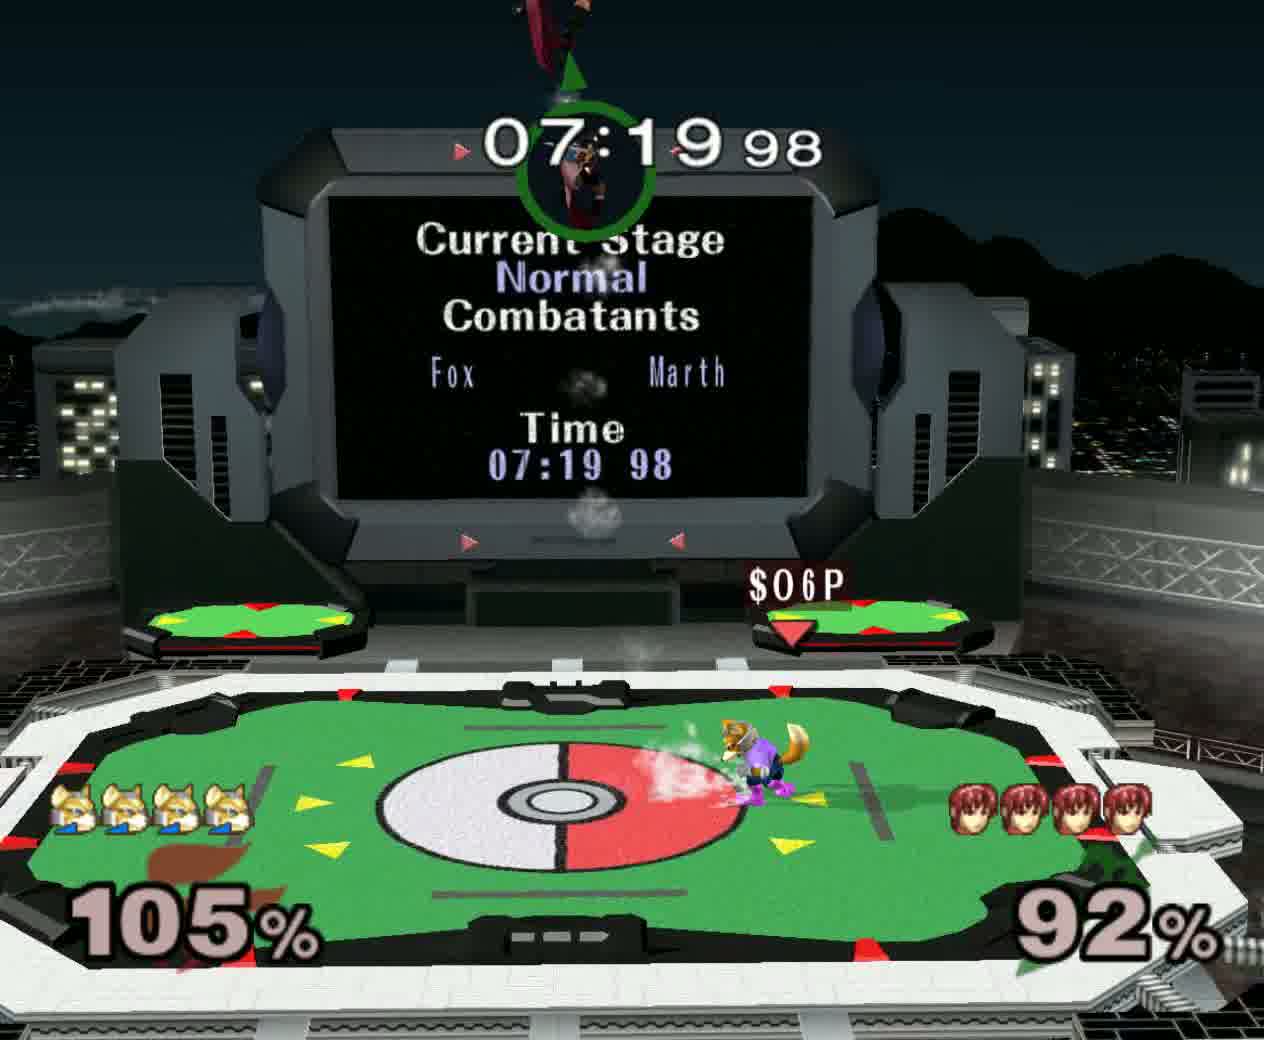 07:19 98
Current Stage
Normal
Combatants
Fox Marth
Time
07:19 98
$06P
105%
92%